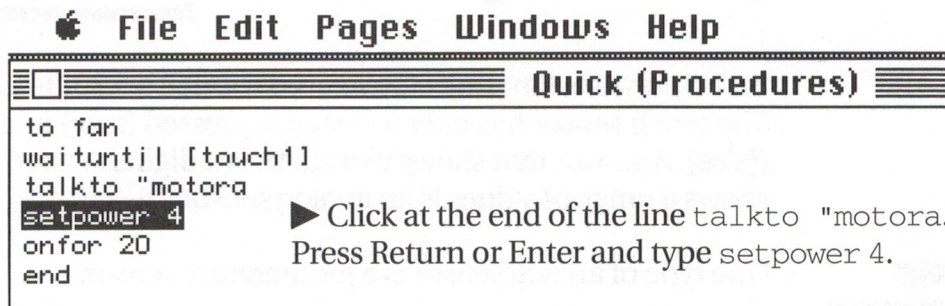 File Edit Pages Windows Help
Quick (Procedures)
to fan
waituntil [touch1]
talkto "motora
setpower 4
onfor 20
end
Click at the end of the line talkto "motora.
Press Return or Enter and type setpower 4.